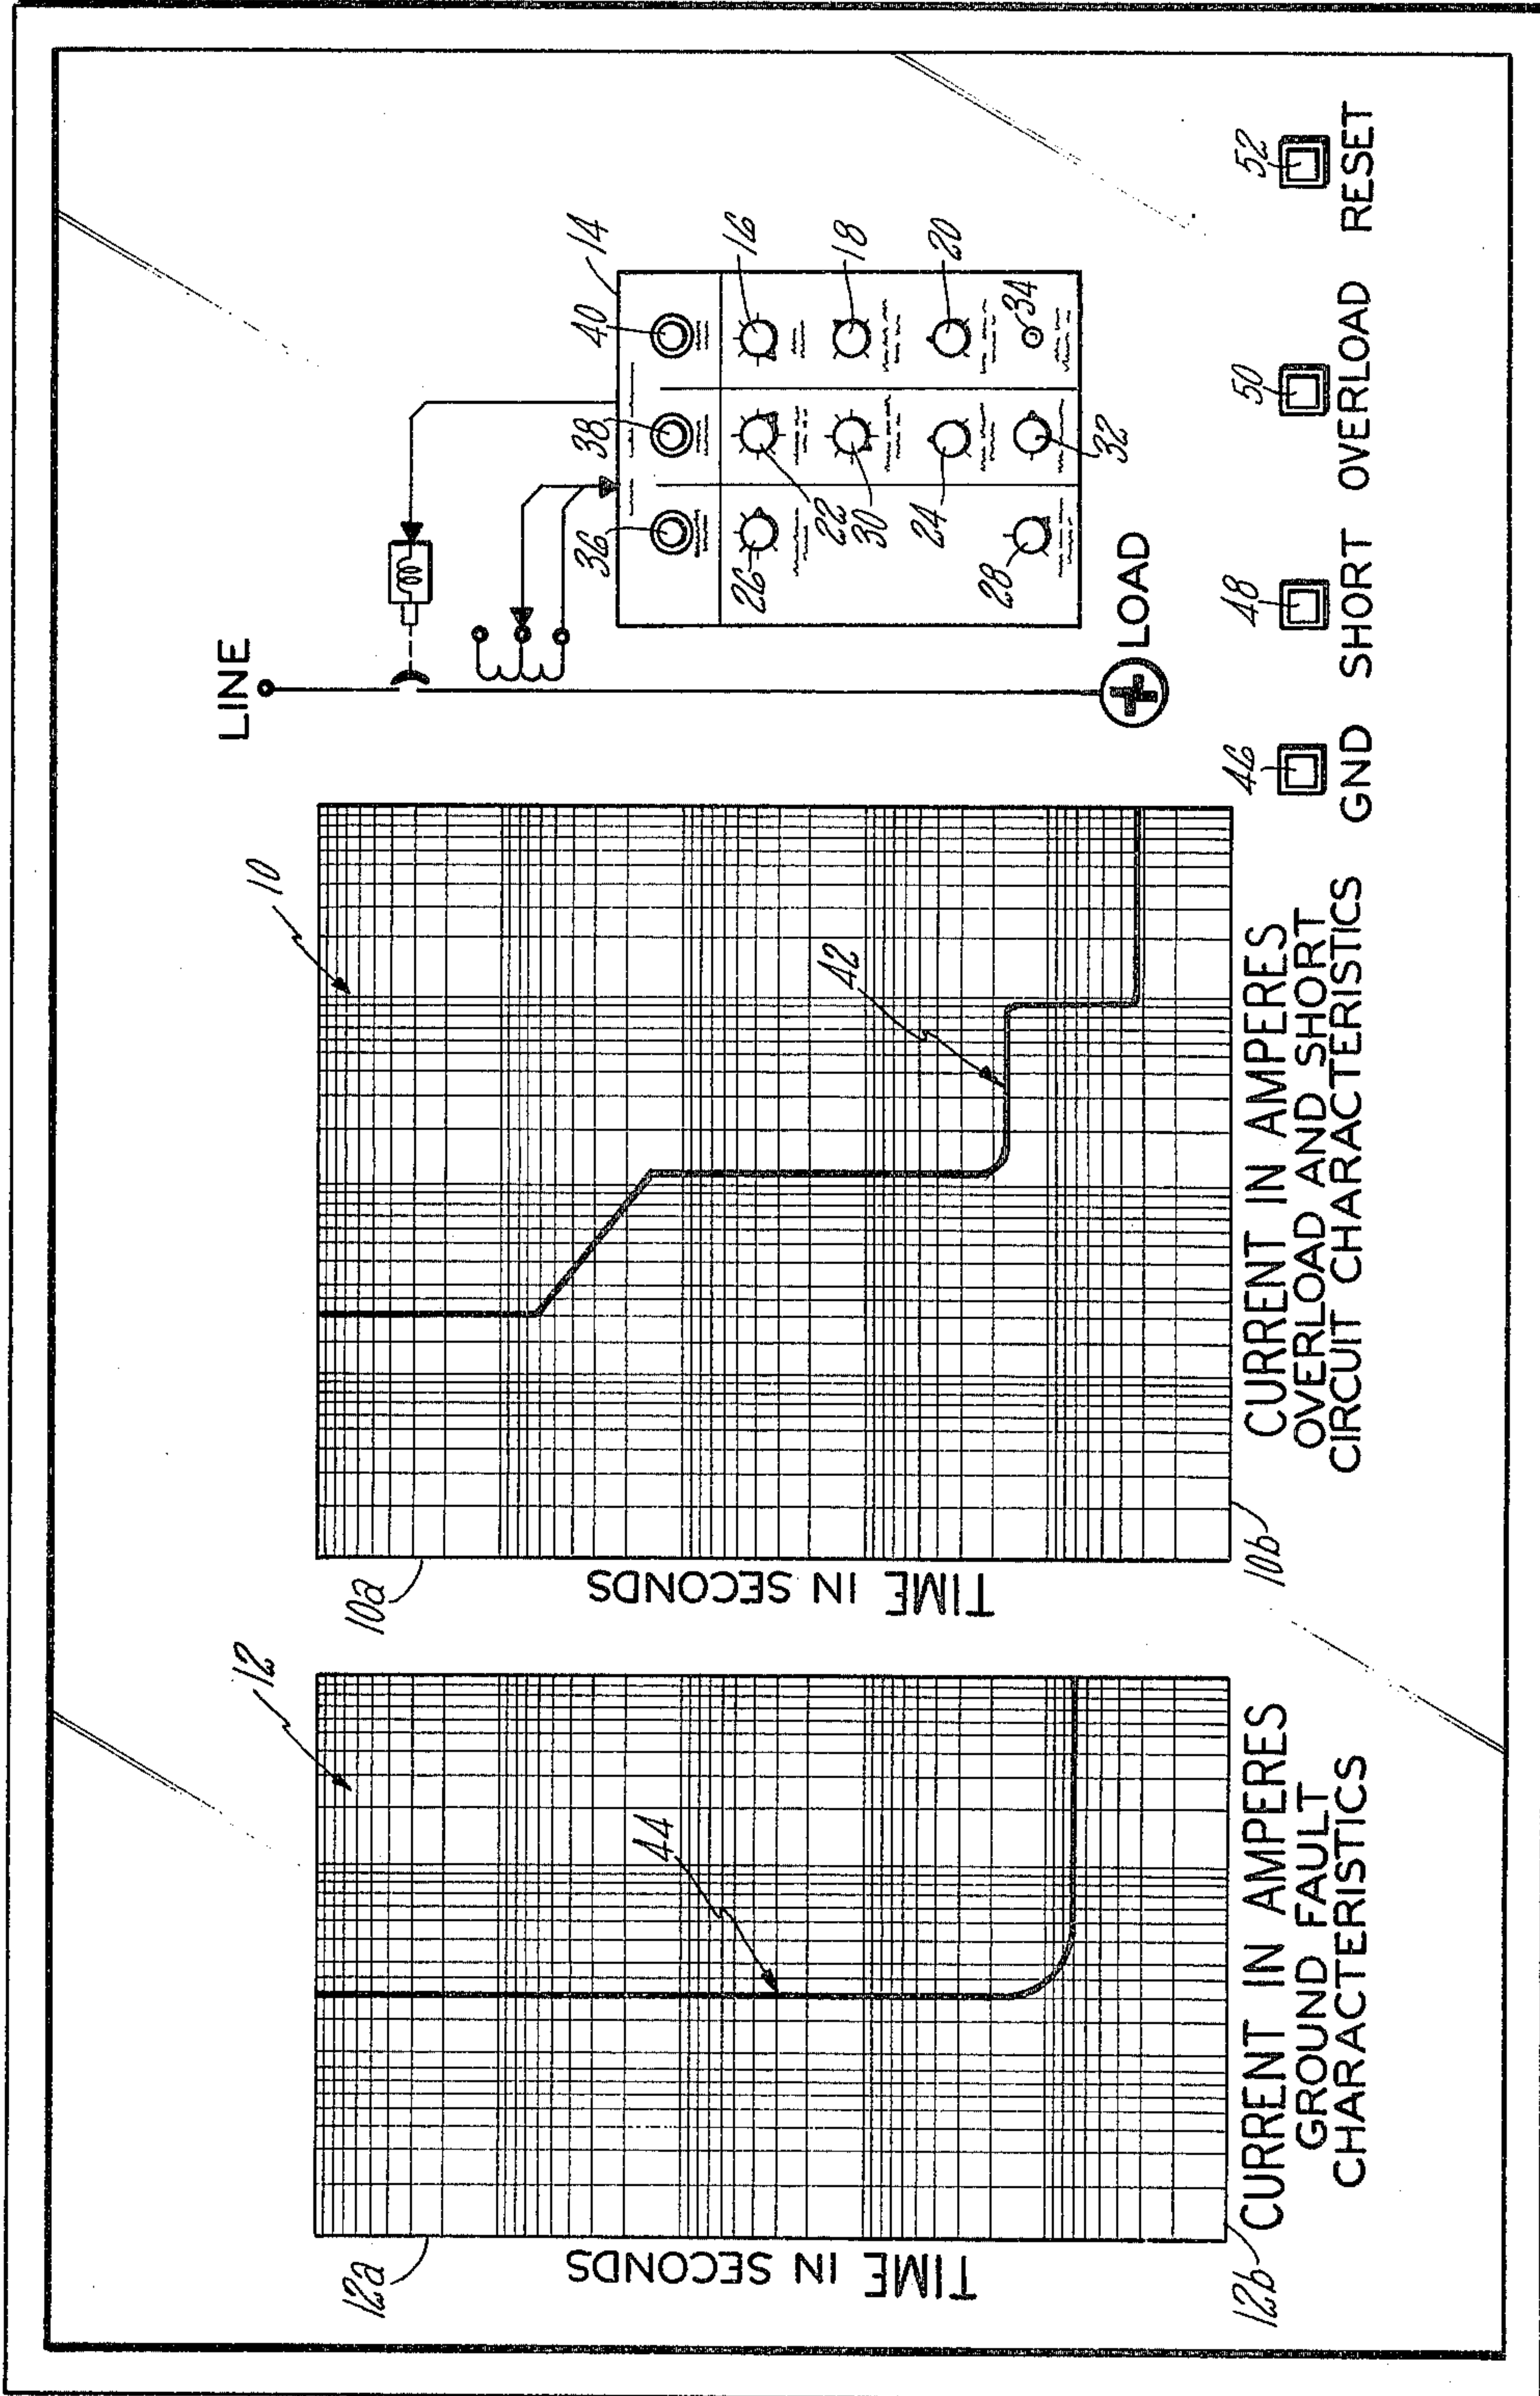 12
12a
TIME IN SECONDS
44
12b
CURRENT IN AMPERES
GROUND FAULT
CHARACTERISTICS
10
10a
TIME IN SECONDS
42
10b
CURRENT IN AMPERES
OVERLOAD AND SHORT
CIRCUIT CHARACTERISTICS
LINE
14
36
38
40
26
16
22
30
18
24
20
28
34
32
LOAD
46
48
50
52
GND
SHORT
OVERLOAD
RESET